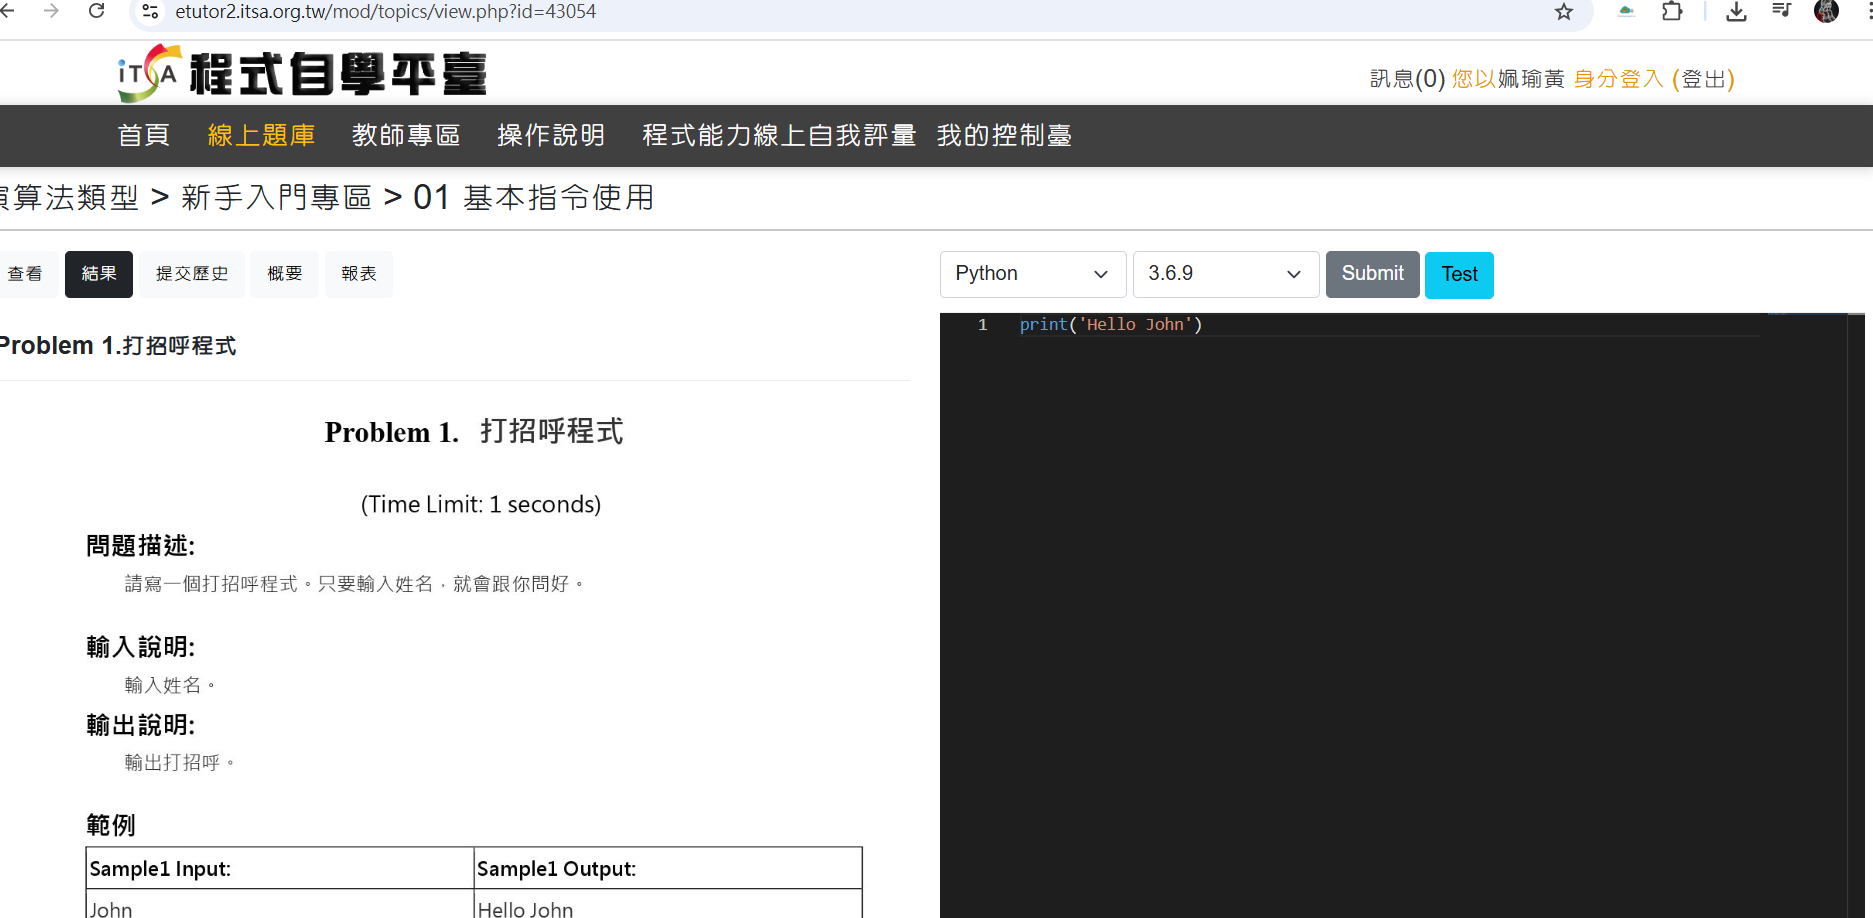 etutor2.itsa.org.tw/mod/topics/view.php?id=43054
iTSA 程式自學平臺
訊息(0) 您以姵瑜黃 身分登入 (登出)
首頁 線上題庫 教師專區 操作說明 程式能力線上自我評量 我的控制臺
演算法類型 > 新手入門專區 > 01 基本指令使用
查看 結果 提交歷史 概要 報表
Python 3.6.9 Submit Test
1 print('Hello John')
Problem 1.打招呼程式
Problem 1. 打招呼程式
(Time Limit: 1 seconds)
問題描述:
請寫一個打招呼程式。只要輸入姓名，就會跟你問好。
輸入說明:
輸入姓名。
輸出說明:
輸出打招呼。
範例
Sample1 Input: Sample1 Output:
John Hello John